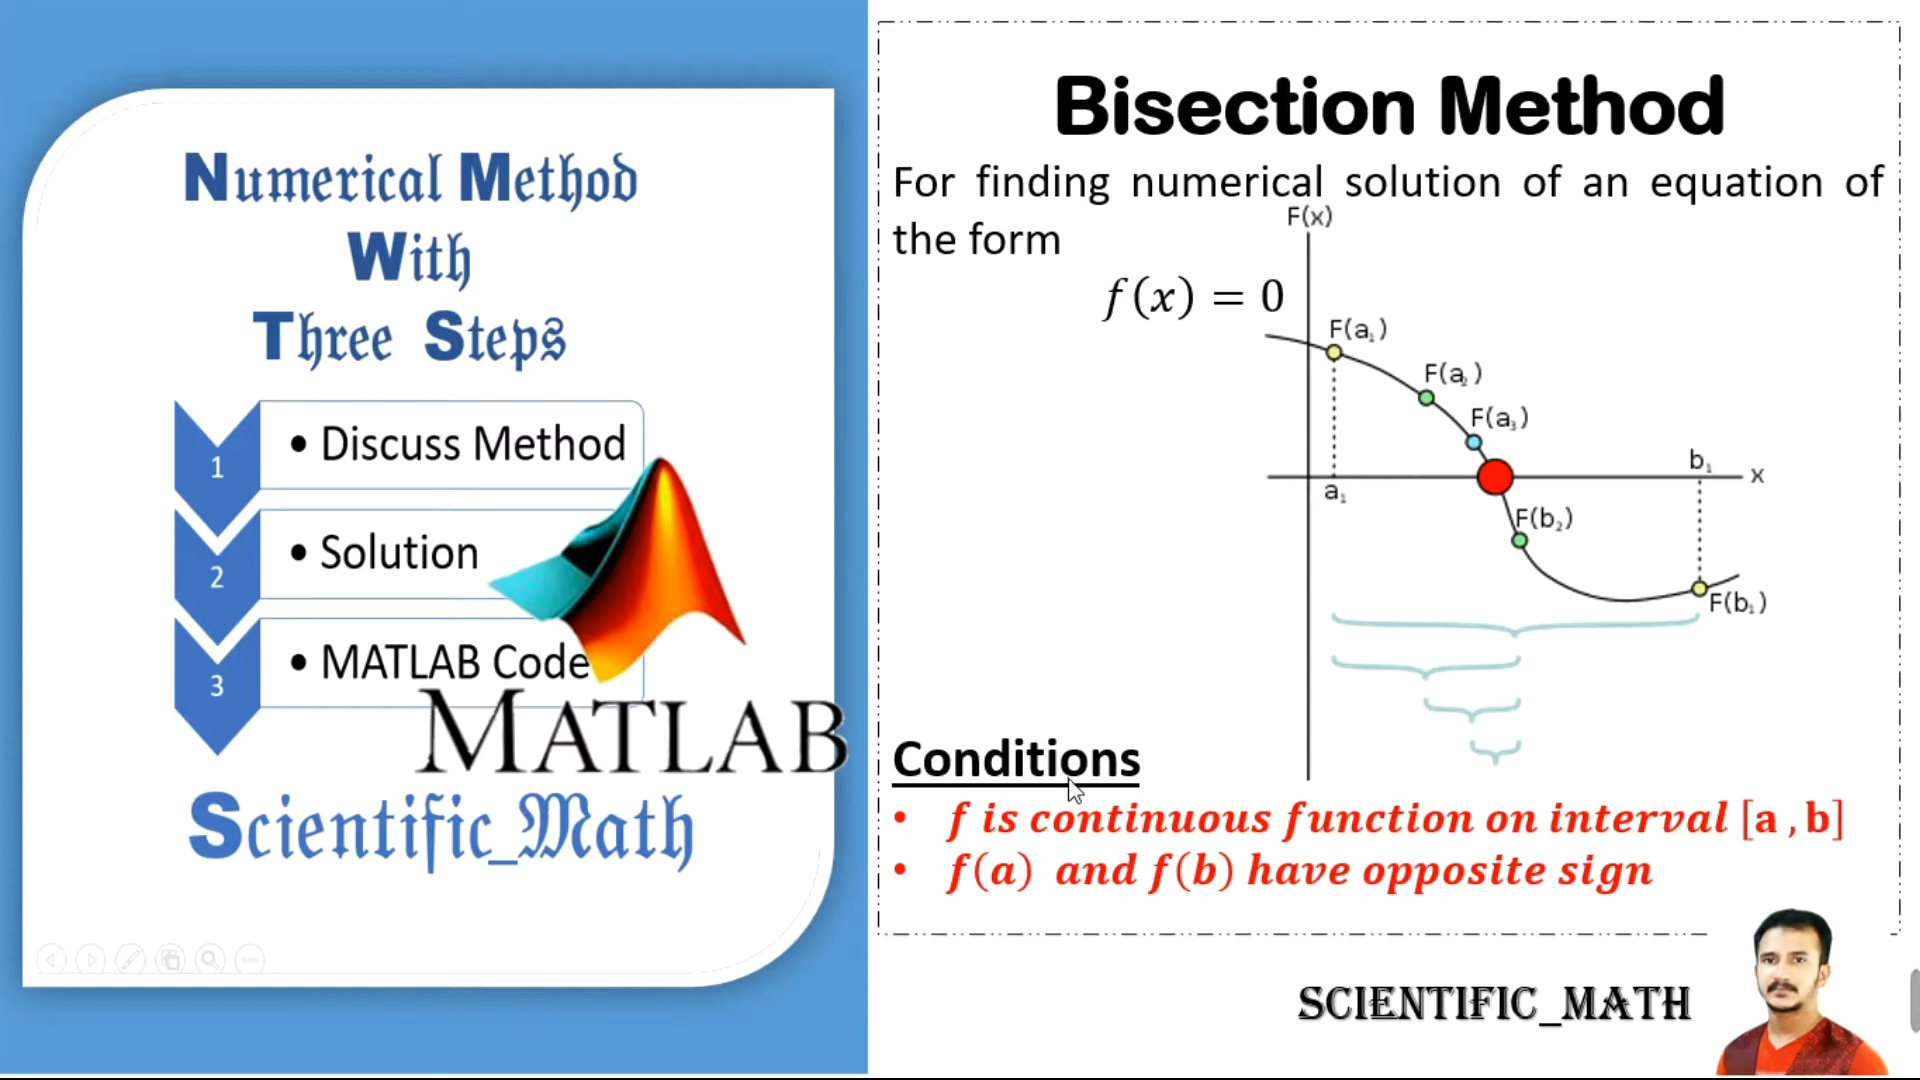 Numerical Method
With
Three Steps
1
• Discuss Method
2
• Solution
3
• MATLAB Code
MATLAB
Scientific_Math
Bisection Method
For finding numerical solution of an equation of
the form
f(x) = 0
F(x)
F(a₁)
F(a₂)
F(a₃)
b₁
x
a₁
F(b₂)
F(b₁)
Conditions
• f is continuous function on interval [a , b]
• f(a) and f(b) have opposite sign
SCIENTIFIC_MATH